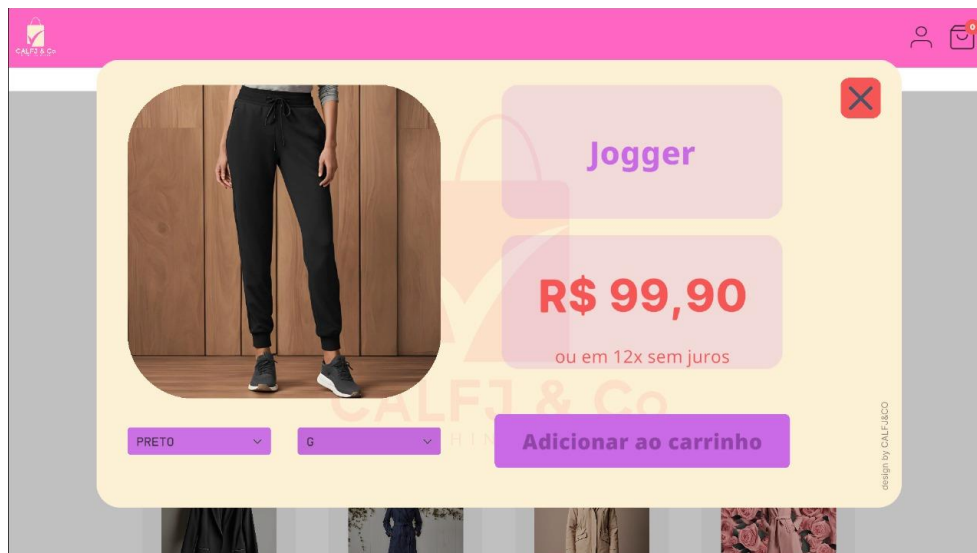 CALFJ & Co
0
Jogger
R$ 99,90
ou em 12x sem juros
CALFJ & Co
PRETO
G
Adicionar ao carrinho
design by CALFJ&CO